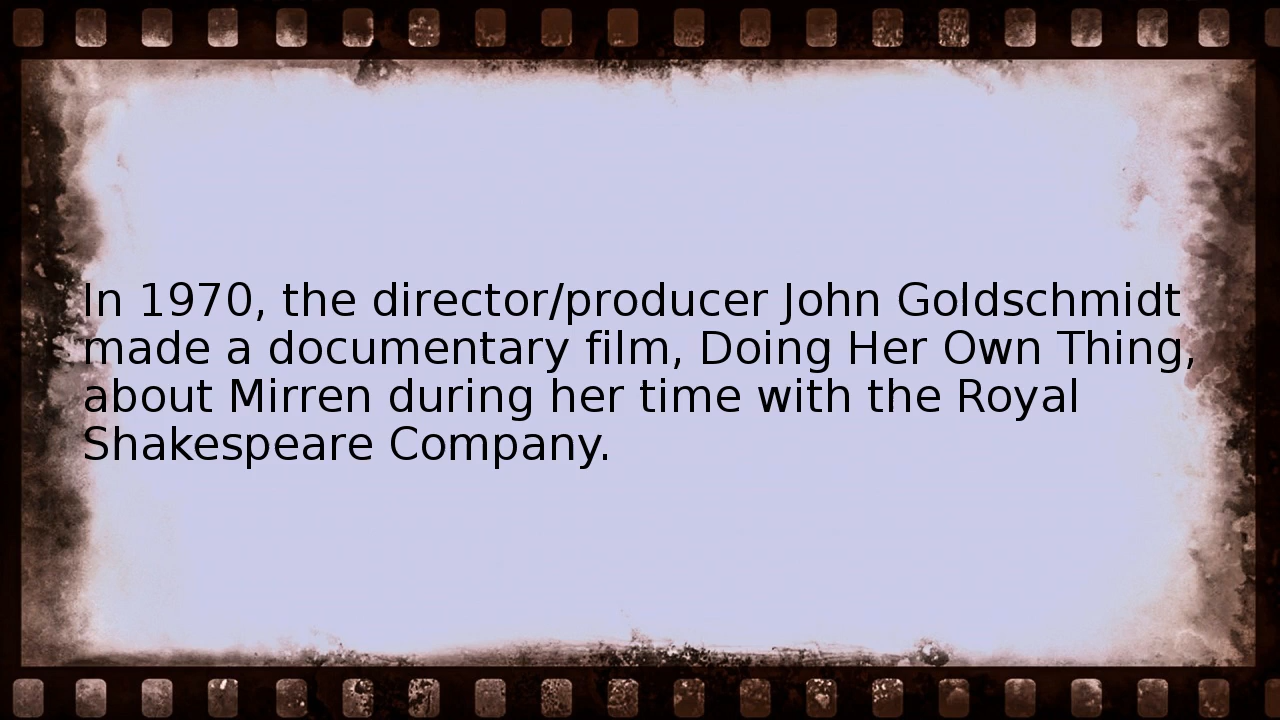 In 1970, the director/producer John Goldschmidt
made a documentary film, Doing Her Own Thing,
about Mirren during her time with the Royal
Shakespeare Company.